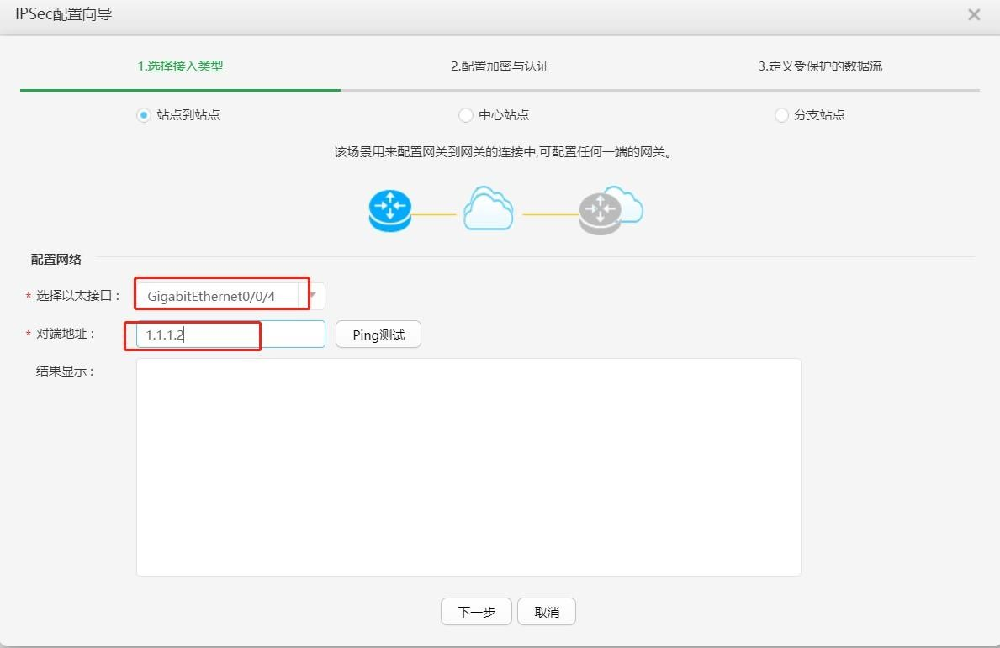 IPSec配置向导
1.选择接入类型 2.配置加密与认证 3.定义受保护的数据流
站点到站点 中心站点 分支站点
该场景用来配置网关到网关的连接中,可配置任何一端的网关。
配置网络
* 选择以太接口： GigabitEthernet0/0/4
* 对端地址： 1.1.1.2 Ping测试
结果显示：
下一步 取消